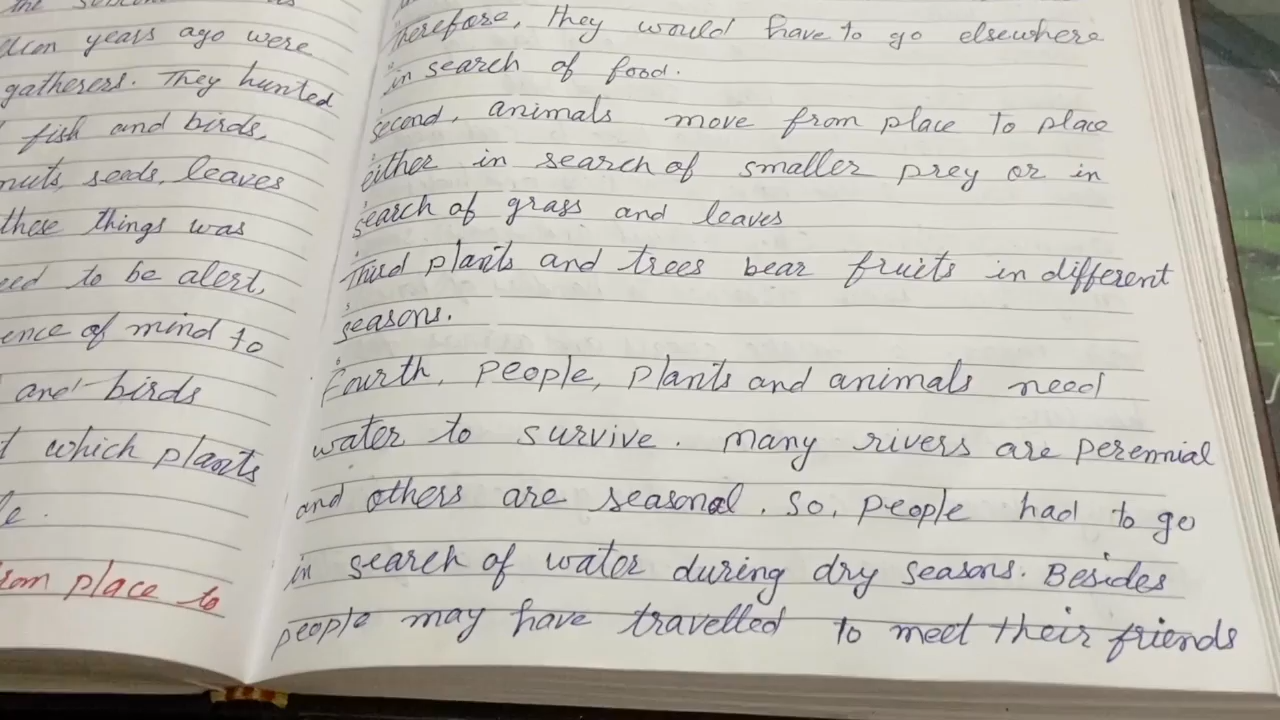 years ago were
gatherers. They hunted
fish and birds,
nuts, seeds, leaves
these things was
to be alert,
of mind to
and birds
which plants
place to
Therefore, they would have to go elsewhere
in search of food.
second, animals move from place to place
either in search of smaller prey or in
search of grass and leaves
Third plants and trees bear fruits in different
seasons.
Fourth, people, plants and animals need
water to survive. many rivers are perennial
and others are seasonal. So, people had to go
in search of water during dry seasons. Besides
people may have travelled to meet their friends